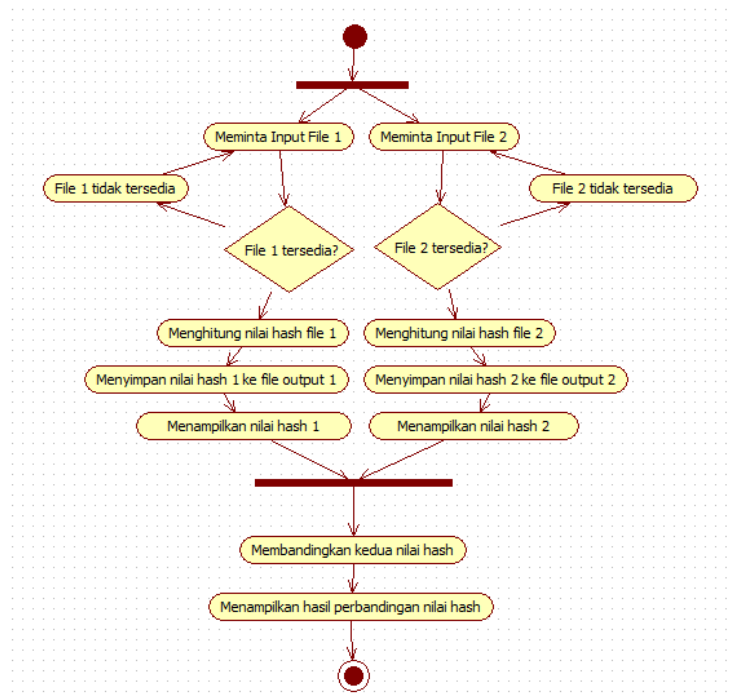 Meminta Input File 1
Meminta Input File 2
File 1 tidak tersedia
File 2 tidak tersedia
File 1 tersedia?
File 2 tersedia?
Menghitung nilai hash file 1
Menghitung nilai hash file 2
Menyimpan nilai hash 1 ke file output 1
Menyimpan nilai hash 2 ke file output 2
Menampilkan nilai hash 1
Menampilkan nilai hash 2
Membandingkan kedua nilai hash
Menampilkan hasil perbandingan nilai hash